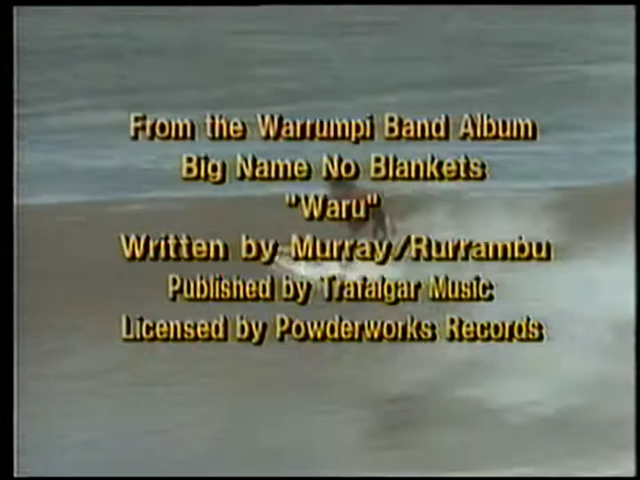 From the Warrumpi Band Album
Big Name No Blankets
"Waru"
Written by Murray/Rurrambu
Published by Trafalgar Music
Licensed by Powderworks Records